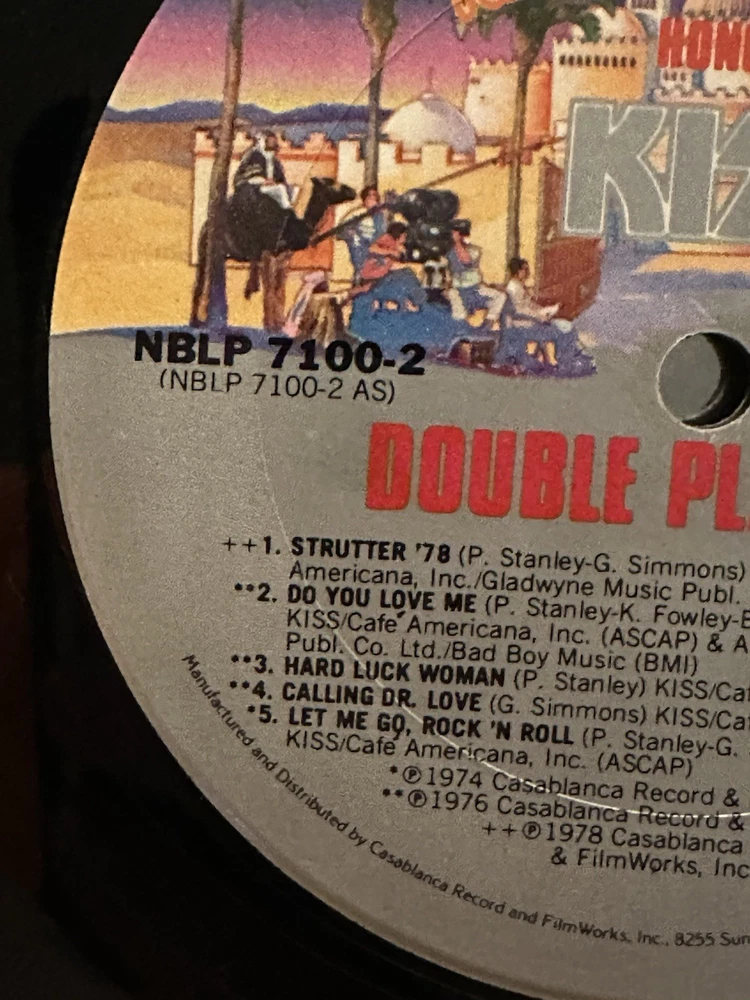 HON
KIS
NBLP 7100-2
(NBLP 7100-2 AS)
DOUBLE PL
++1. STRUTTER '78 (P. Stanley-G. Simmons)
Americana, Inc./Gladwyne Music Publ.
**2. DO YOU LOVE ME (P. Stanley-K. Fowley-B
KISS/Cafe Americana, Inc. (ASCAP) & A
Publ. Co. Ltd./Bad Boy Music (BMI)
**3. HARD LUCK WOMAN (P. Stanley) KISS/Caf
**4. CALLING DR. LOVE (G. Simmons) KISS/Caf
*5. LET ME GO, ROCK 'N ROLL (P. Stanley-G.
KISS/Cafe Americana, Inc. (ASCAP)
*℗1974 Casablanca Record &
**℗1976 Casablanca Record &
++℗1978 Casablanca
& FilmWorks, Inc
Manufactured and Distributed by Casablanca Record and FilmWorks, Inc., 8255 Sun